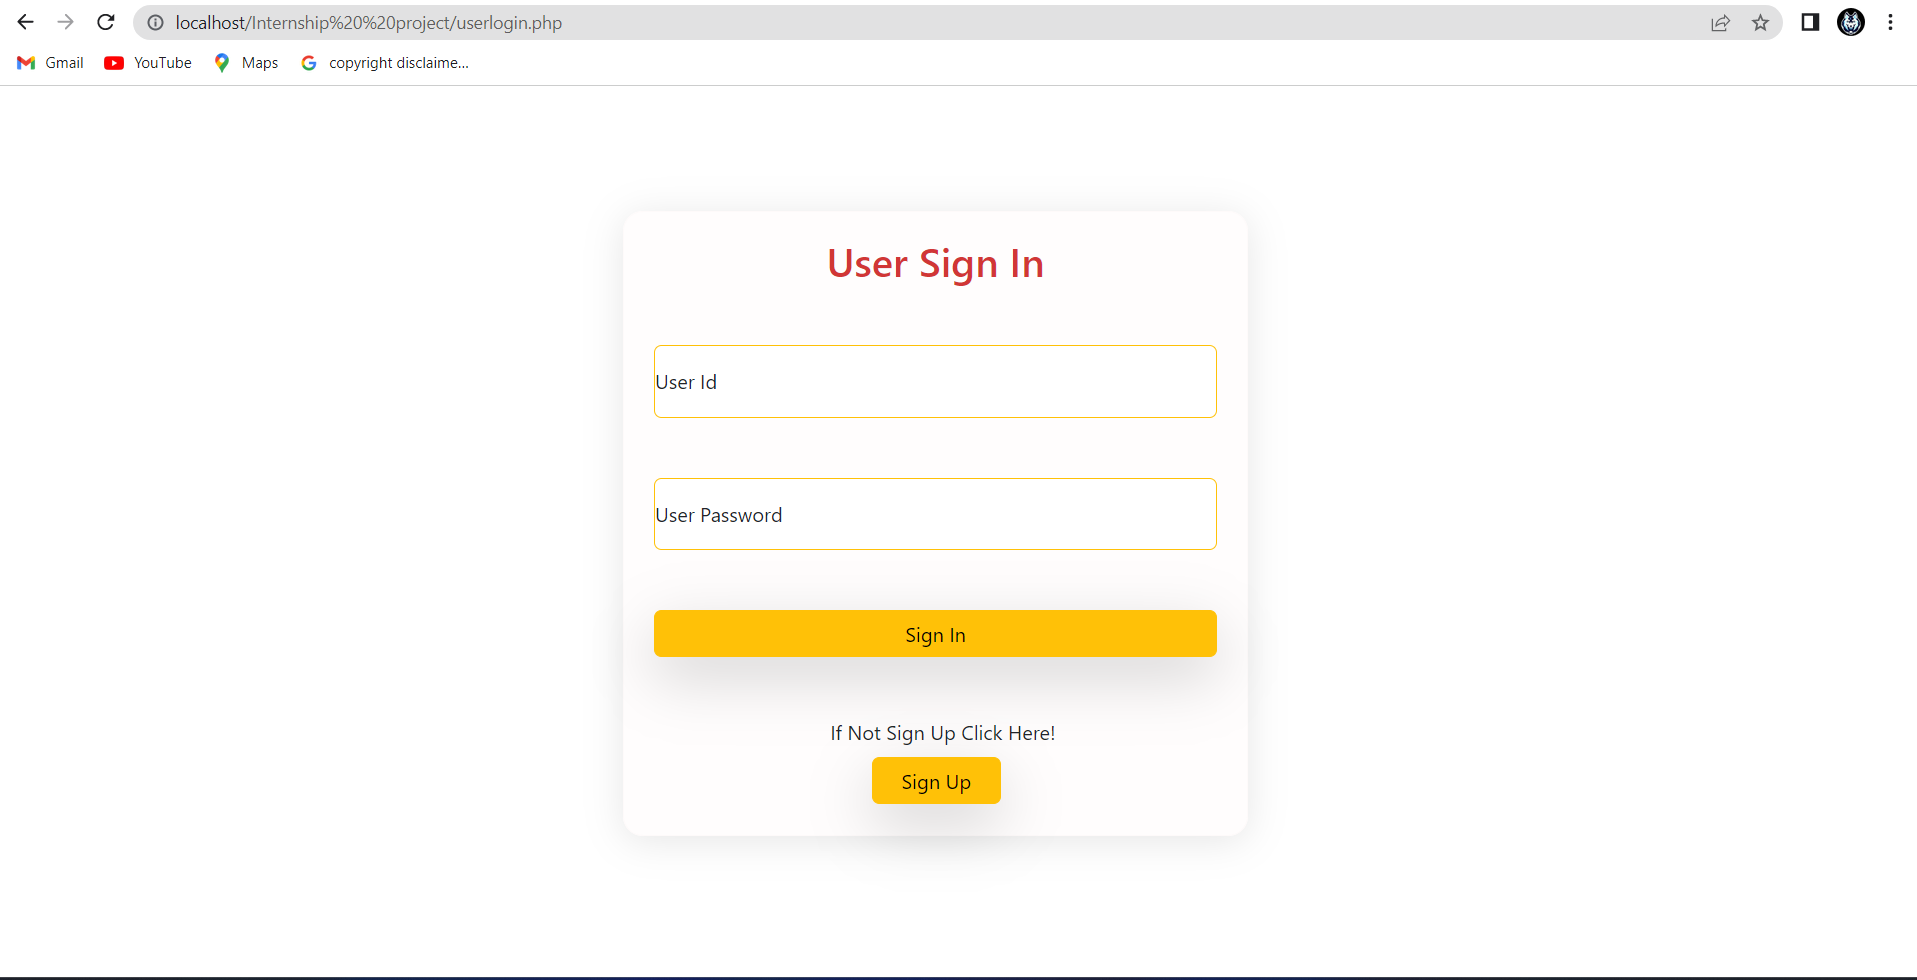 localhost/Internship%20%20project/userlogin.php
Gmail YouTube Maps copyright disclaime...
User Sign In
User Id
User Password
Sign In
If Not Sign Up Click Here!
Sign Up